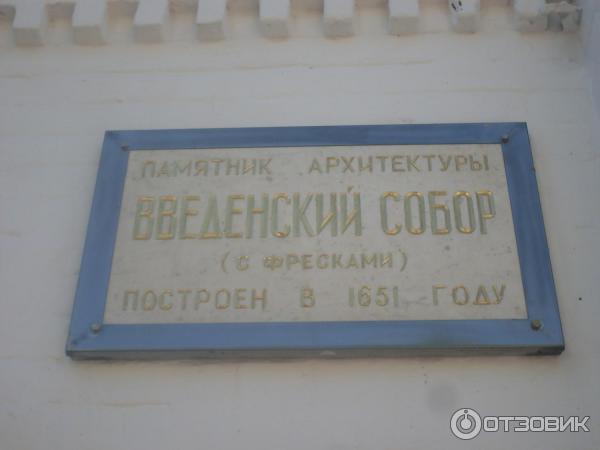 ПАМЯТНИК АРХИТЕКТУРЫ
ВВЕДЕНСКИЙ СОБОР
(С ФРЕСКАМИ)
ПОСТРОЕН В 1651 ГОДУ
ОТЗОВИК